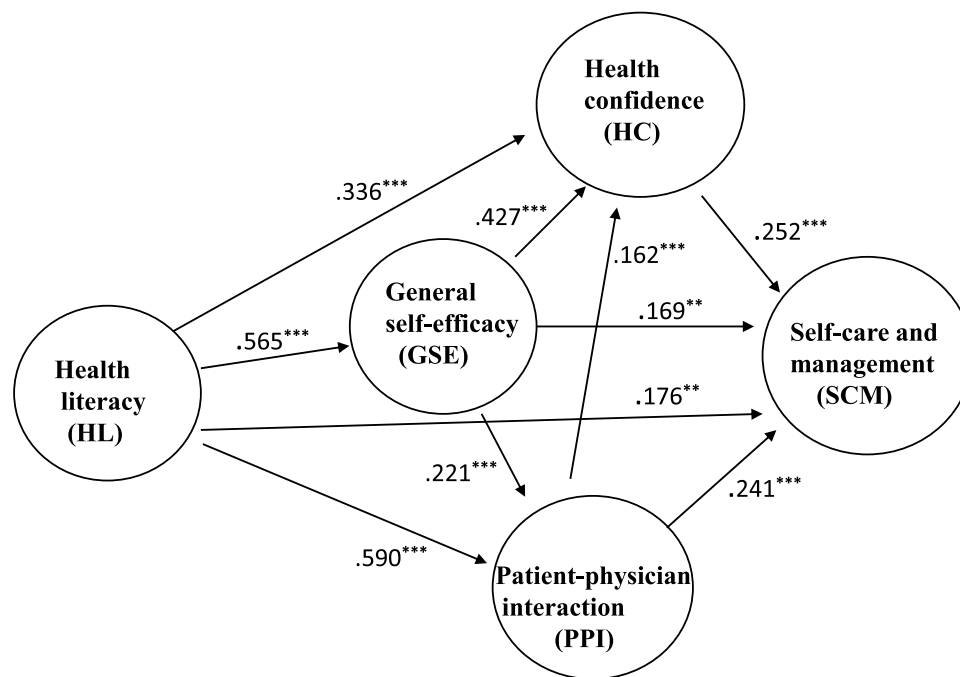 Health
confidence
(HC)
.336***
.427***
.162***
.252***
General
self-efficacy
(GSE)
.565***
.169**
Self-care and
management
(SCM)
Health
literacy
(HL)
.176**
.221***
.241***
.590***
Patient-physician
interaction
(PPI)